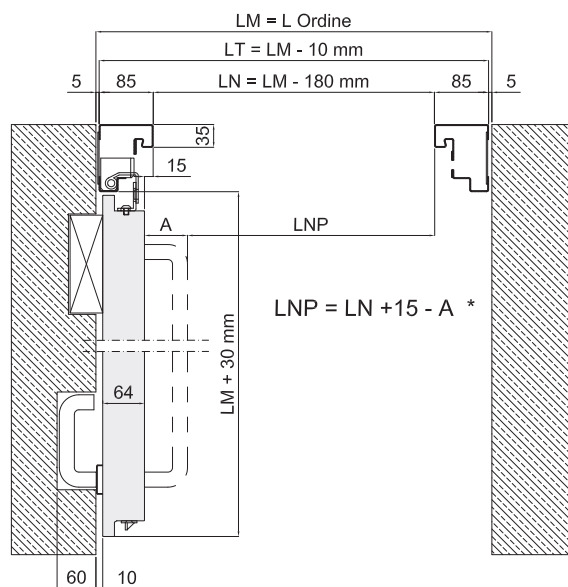 LM = L Ordine
LT = LM - 10 mm
5 85 LN = LM - 180 mm 85 5
35
15
A LNP
LNP = LN +15 - A *
LM + 30 mm
64
60 10